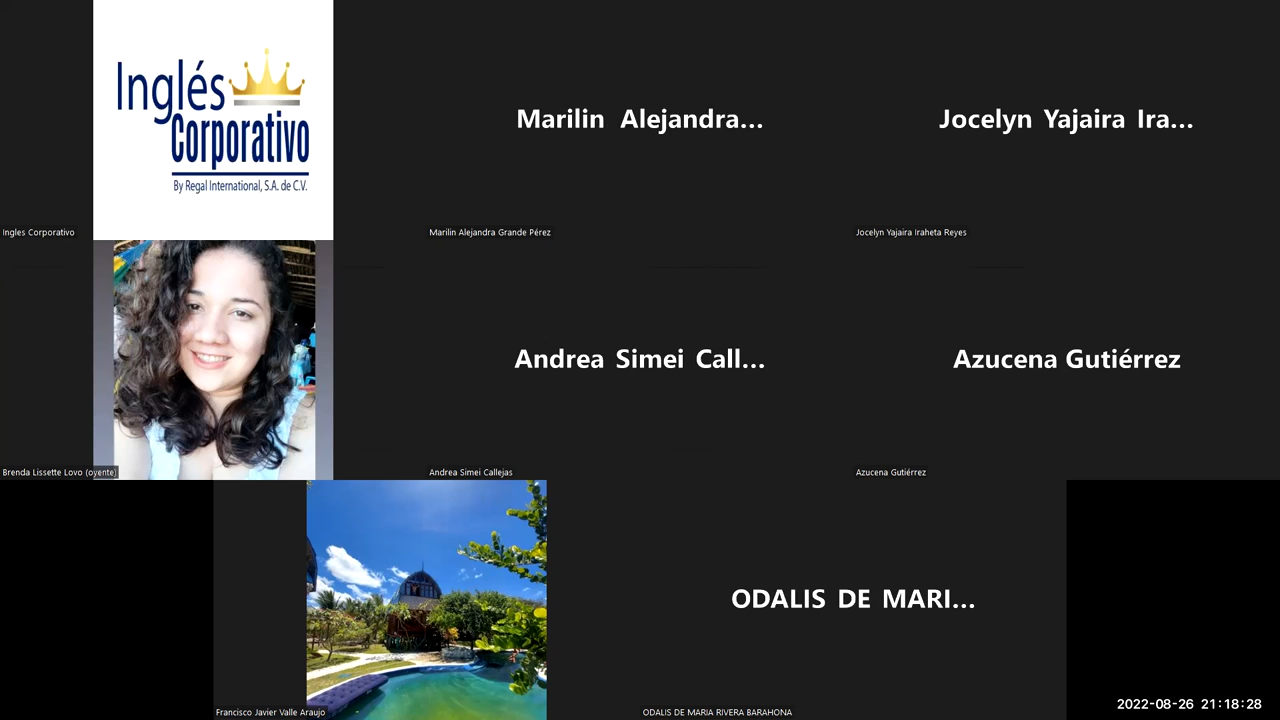 Inglés
Corporativo
By Regal International, S.A. de C.V.
Marilin Alejandra...
Jocelyn Yajaira Ira...
Ingles Corporativo
Marilin Alejandra Grande Pérez
Jocelyn Yajaira Iraheta Reyes
Andrea Simei Call...
Azucena Gutiérrez
Brenda Lissette Lovo (oyente)
Andrea Simei Callejas
Azucena Gutiérrez
ODALIS DE MARI...
Francisco Javier Valle Araujo
ODALIS DE MARIA RIVERA BARAHONA
2022-08-26 21:18:28